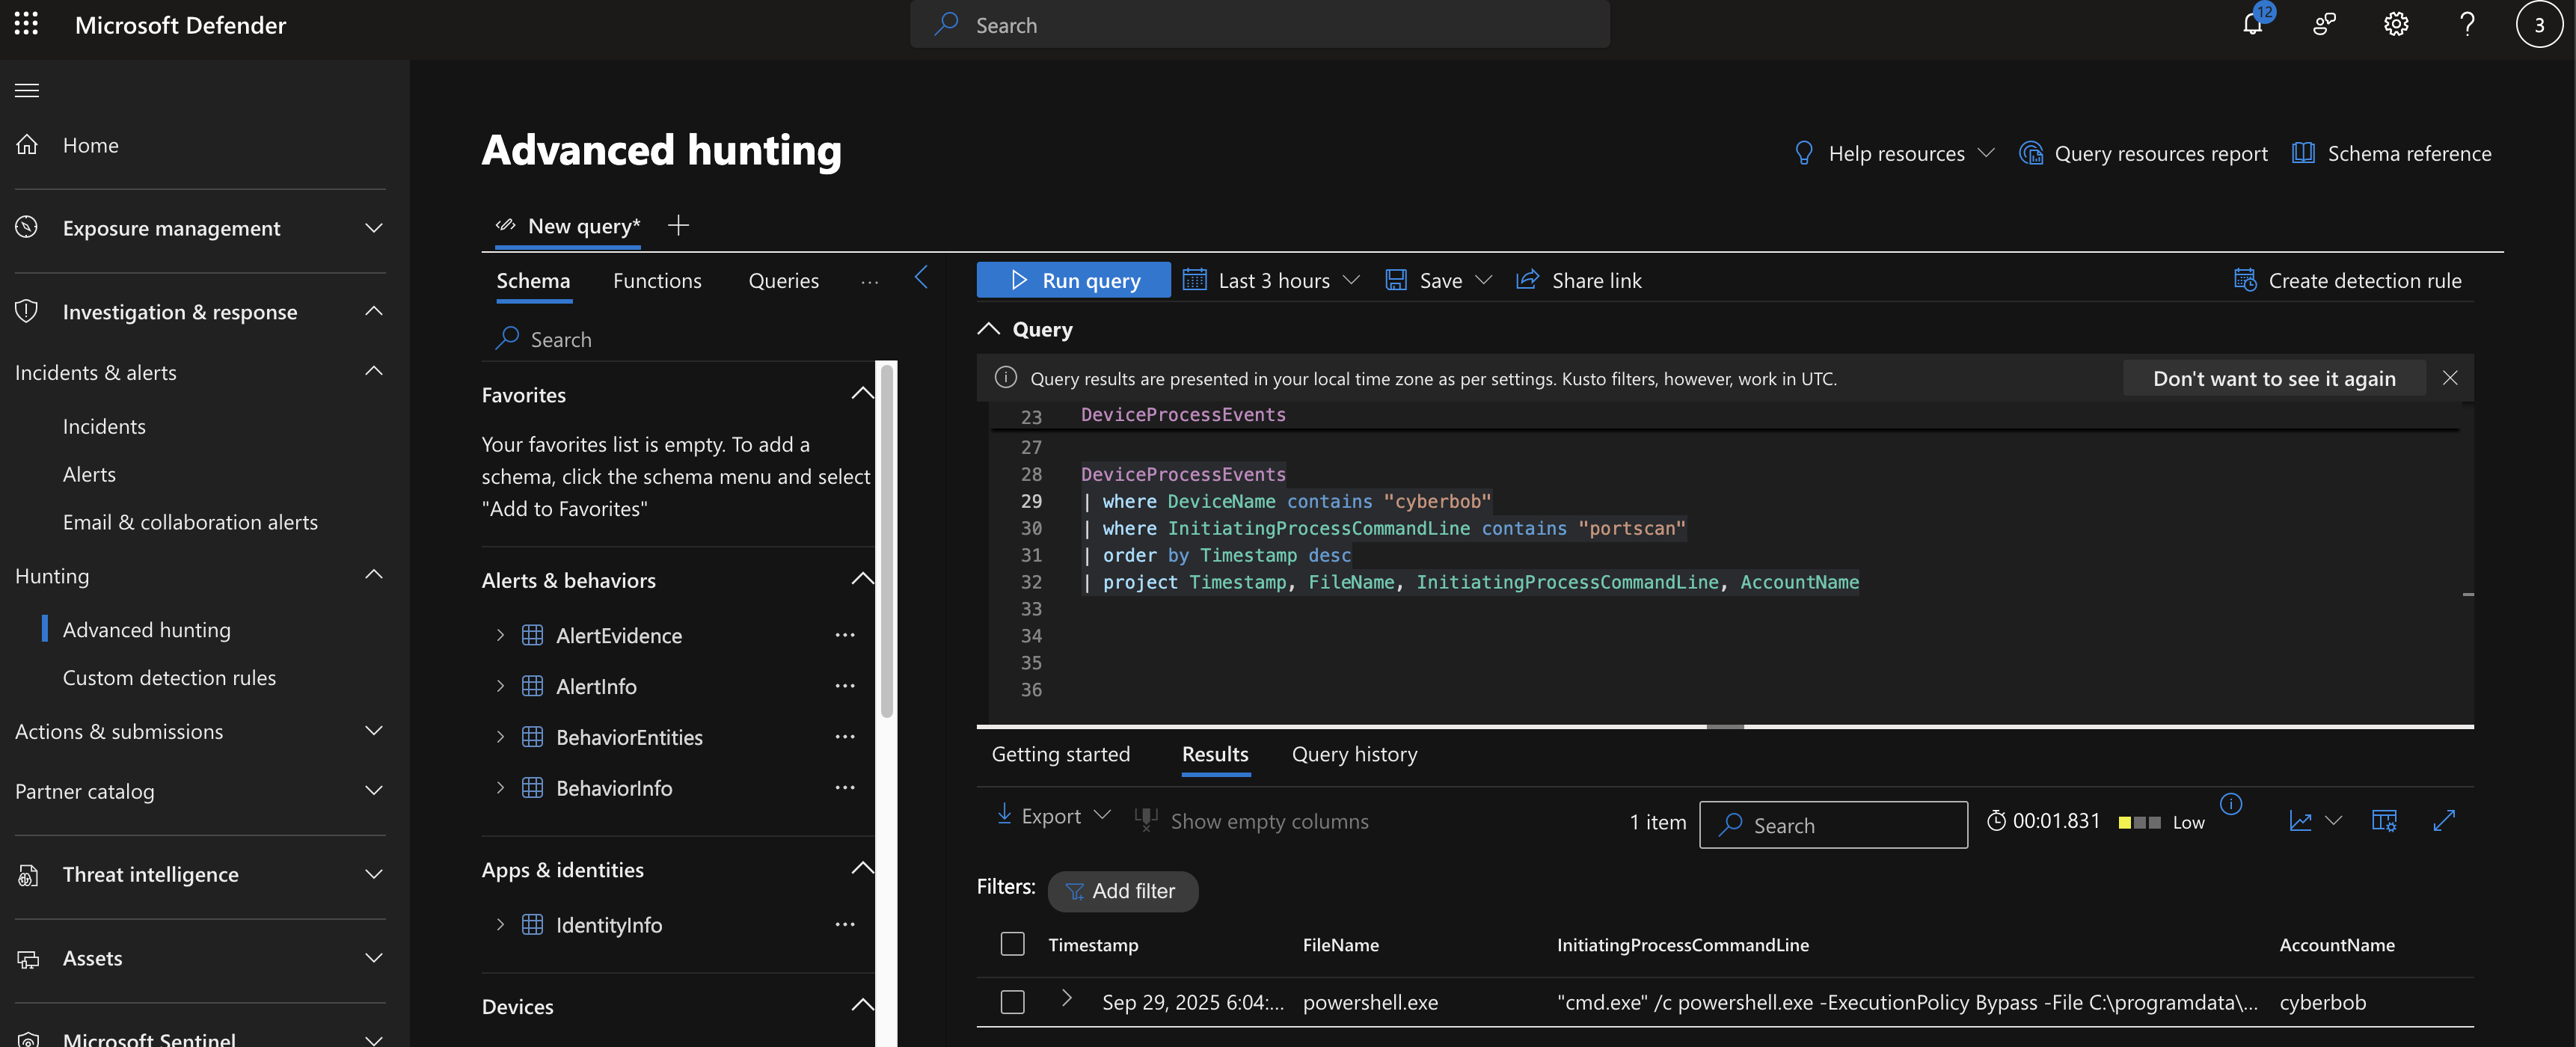 Microsoft Defender
Search
12
3
Home
Exposure management
Investigation & response
Incidents & alerts
Incidents
Alerts
Email & collaboration alerts
Hunting
Advanced hunting
Custom detection rules
Actions & submissions
Partner catalog
Threat intelligence
Assets
Microsoft Sentinel
Advanced hunting
Help resources
Query resources report
Schema reference
New query*
Schema
Functions
Queries
Search
Favorites
Your favorites list is empty. To add a
schema, click the schema menu and select
"Add to Favorites"
Alerts & behaviors
AlertEvidence
AlertInfo
BehaviorEntities
BehaviorInfo
Apps & identities
IdentityInfo
Devices
Run query
Last 3 hours
Save
Share link
Create detection rule
Query
Query results are presented in your local time zone as per settings. Kusto filters, however, work in UTC.
Don't want to see it again
23 DeviceProcessEvents
27
28 DeviceProcessEvents
29 | where DeviceName contains "cyberbob"
30 | where InitiatingProcessCommandLine contains "portscan"
31 | order by Timestamp desc
32 | project Timestamp, FileName, InitiatingProcessCommandLine, AccountName
33
34
35
36
Getting started
Results
Query history
Export
Show empty columns
1 item
Search
00:01.831
Low
Filters:
Add filter
Timestamp FileName InitiatingProcessCommandLine AccountName
Sep 29, 2025 6:04:... powershell.exe "cmd.exe" /c powershell.exe -ExecutionPolicy Bypass -File C:\programdata\... cyberbob